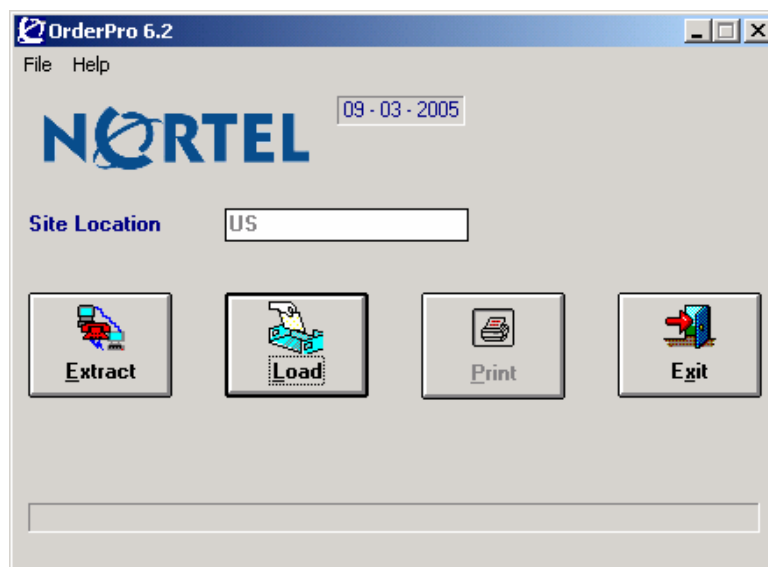 OrderPro 6.2
File Help
09 - 03 - 2005
NORTEL
Site Location US
Extract Load Print Exit